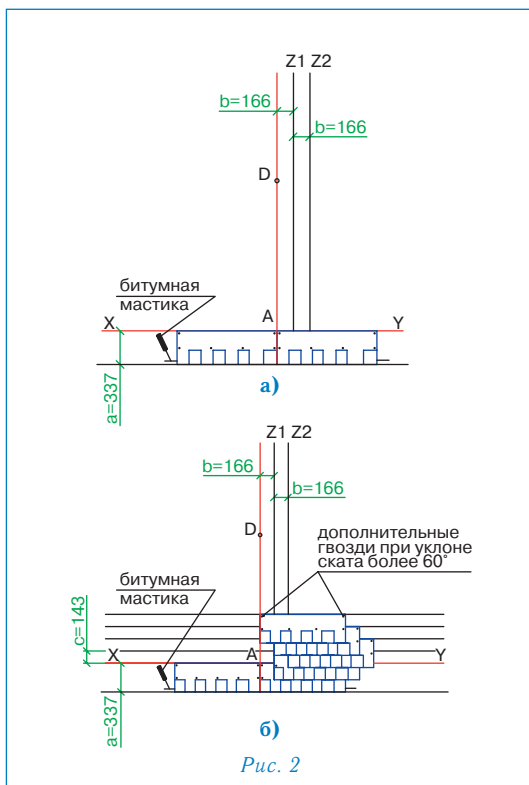 Z1 Z2
b=166
b=166
D
битумная
мастика
X
A
Y
a=337
а)
Z1 Z2
b=166
b=166
D
дополнительные
гвозди при уклоне
ската более 60˚
битумная
мастика
c=143
X
A
Y
a=337
б)
Рис. 2